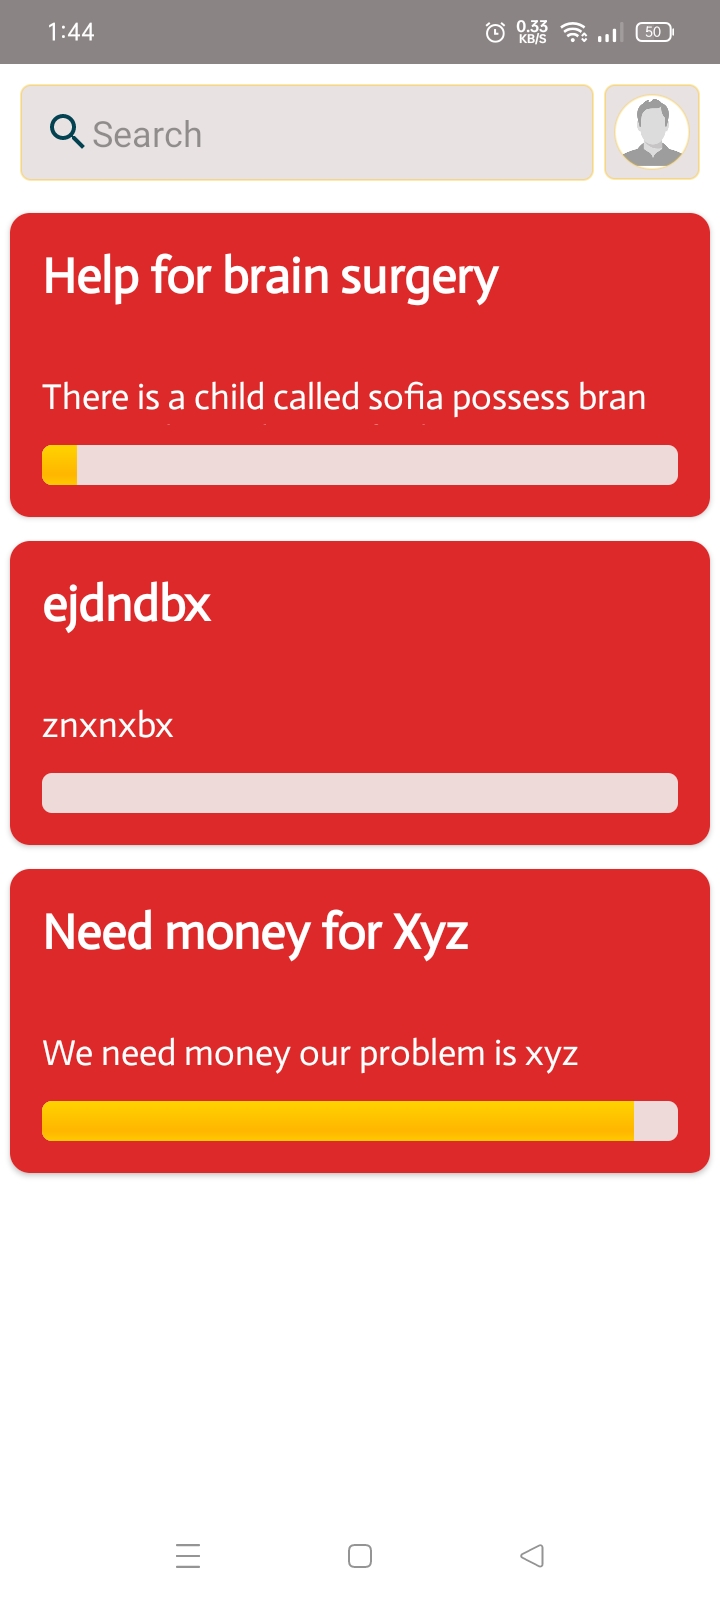 1:44
0.33
KB/S
50
Search
Help for brain surgery
There is a child called sofia possess bran
ejdndbx
znxnxbx
Need money for Xyz
We need money our problem is xyz